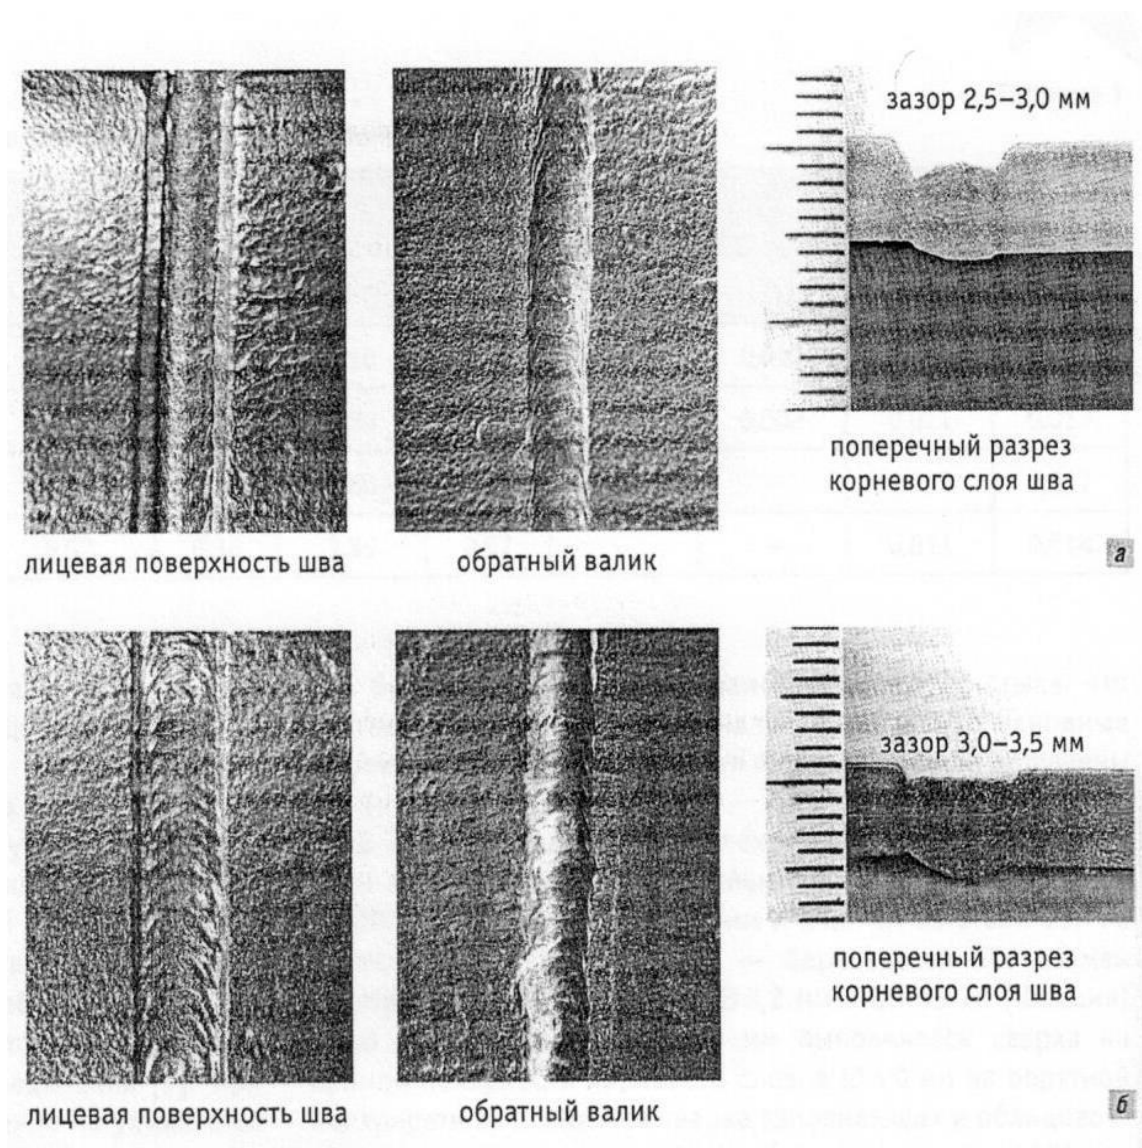 зазор 2,5–3,0 мм
поперечный разрез
корневого слоя шва
лицевая поверхность шва
обратный валик
а
зазор 3,0–3,5 мм
поперечный разрез
корневого слоя шва
лицевая поверхность шва
обратный валик
б